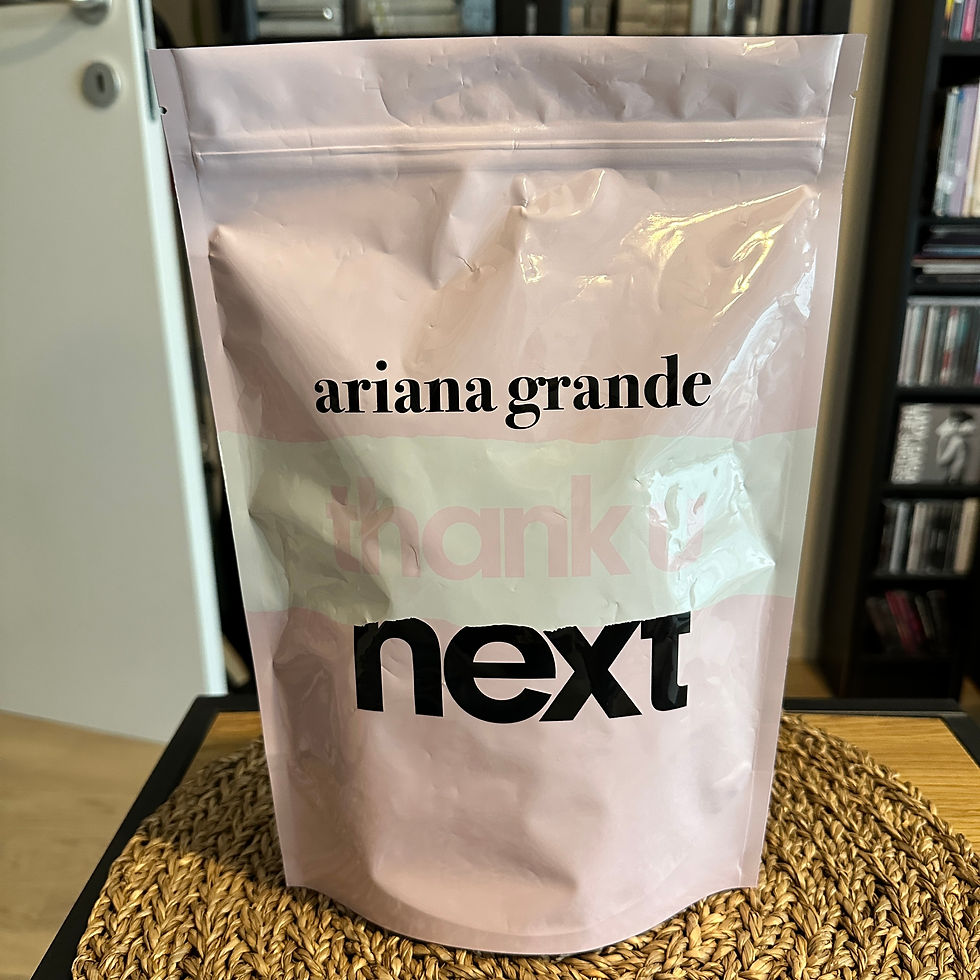 ariana grande
thank u
next